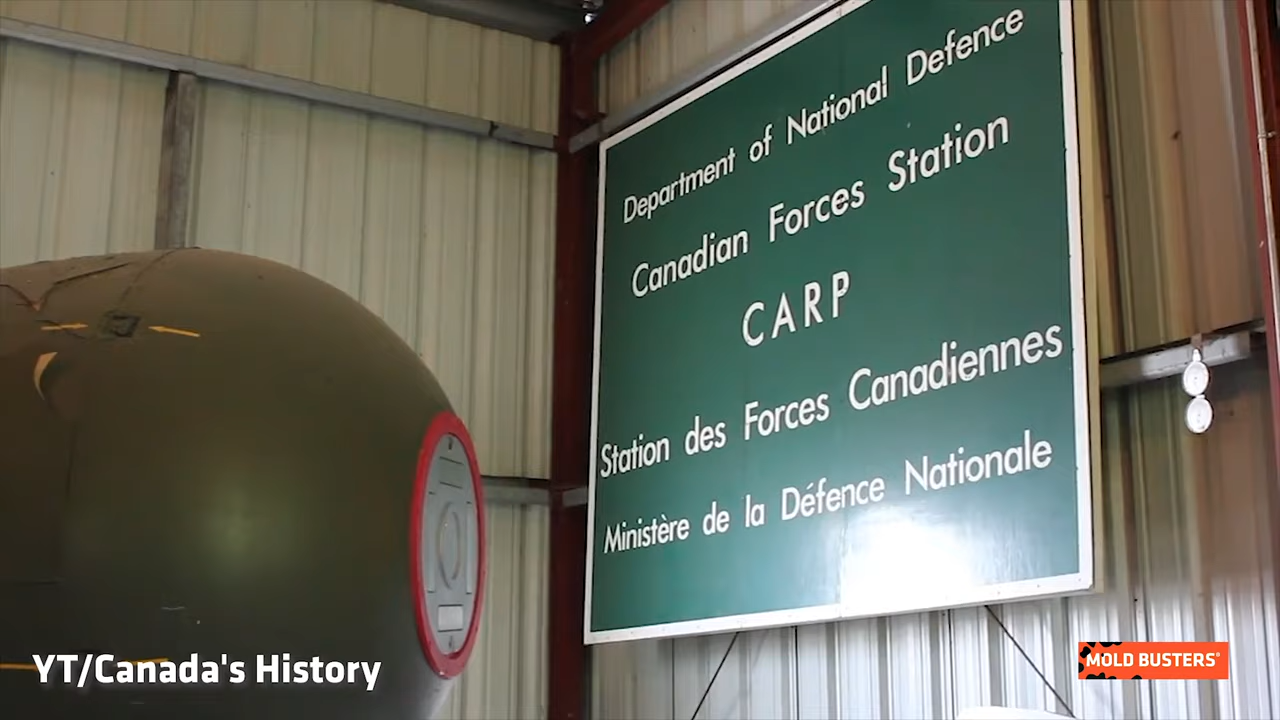 Department of National Defence
Canadian Forces Station
CARP
Station des Forces Canadiennes
Ministère de la Défence Nationale
YT/Canada's History
MOLD BUSTERS